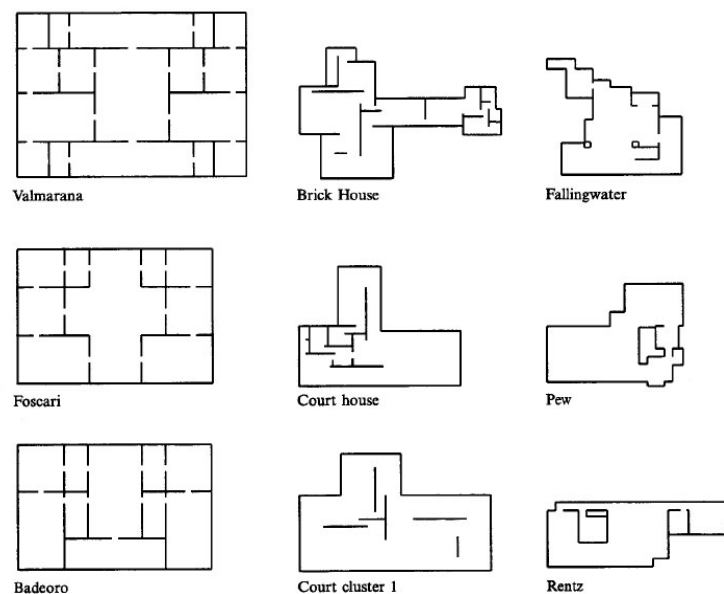 Valmarana
Brick House
Fallingwater
Foscari
Court house
Pew
Badeoro
Court cluster 1
Rentz